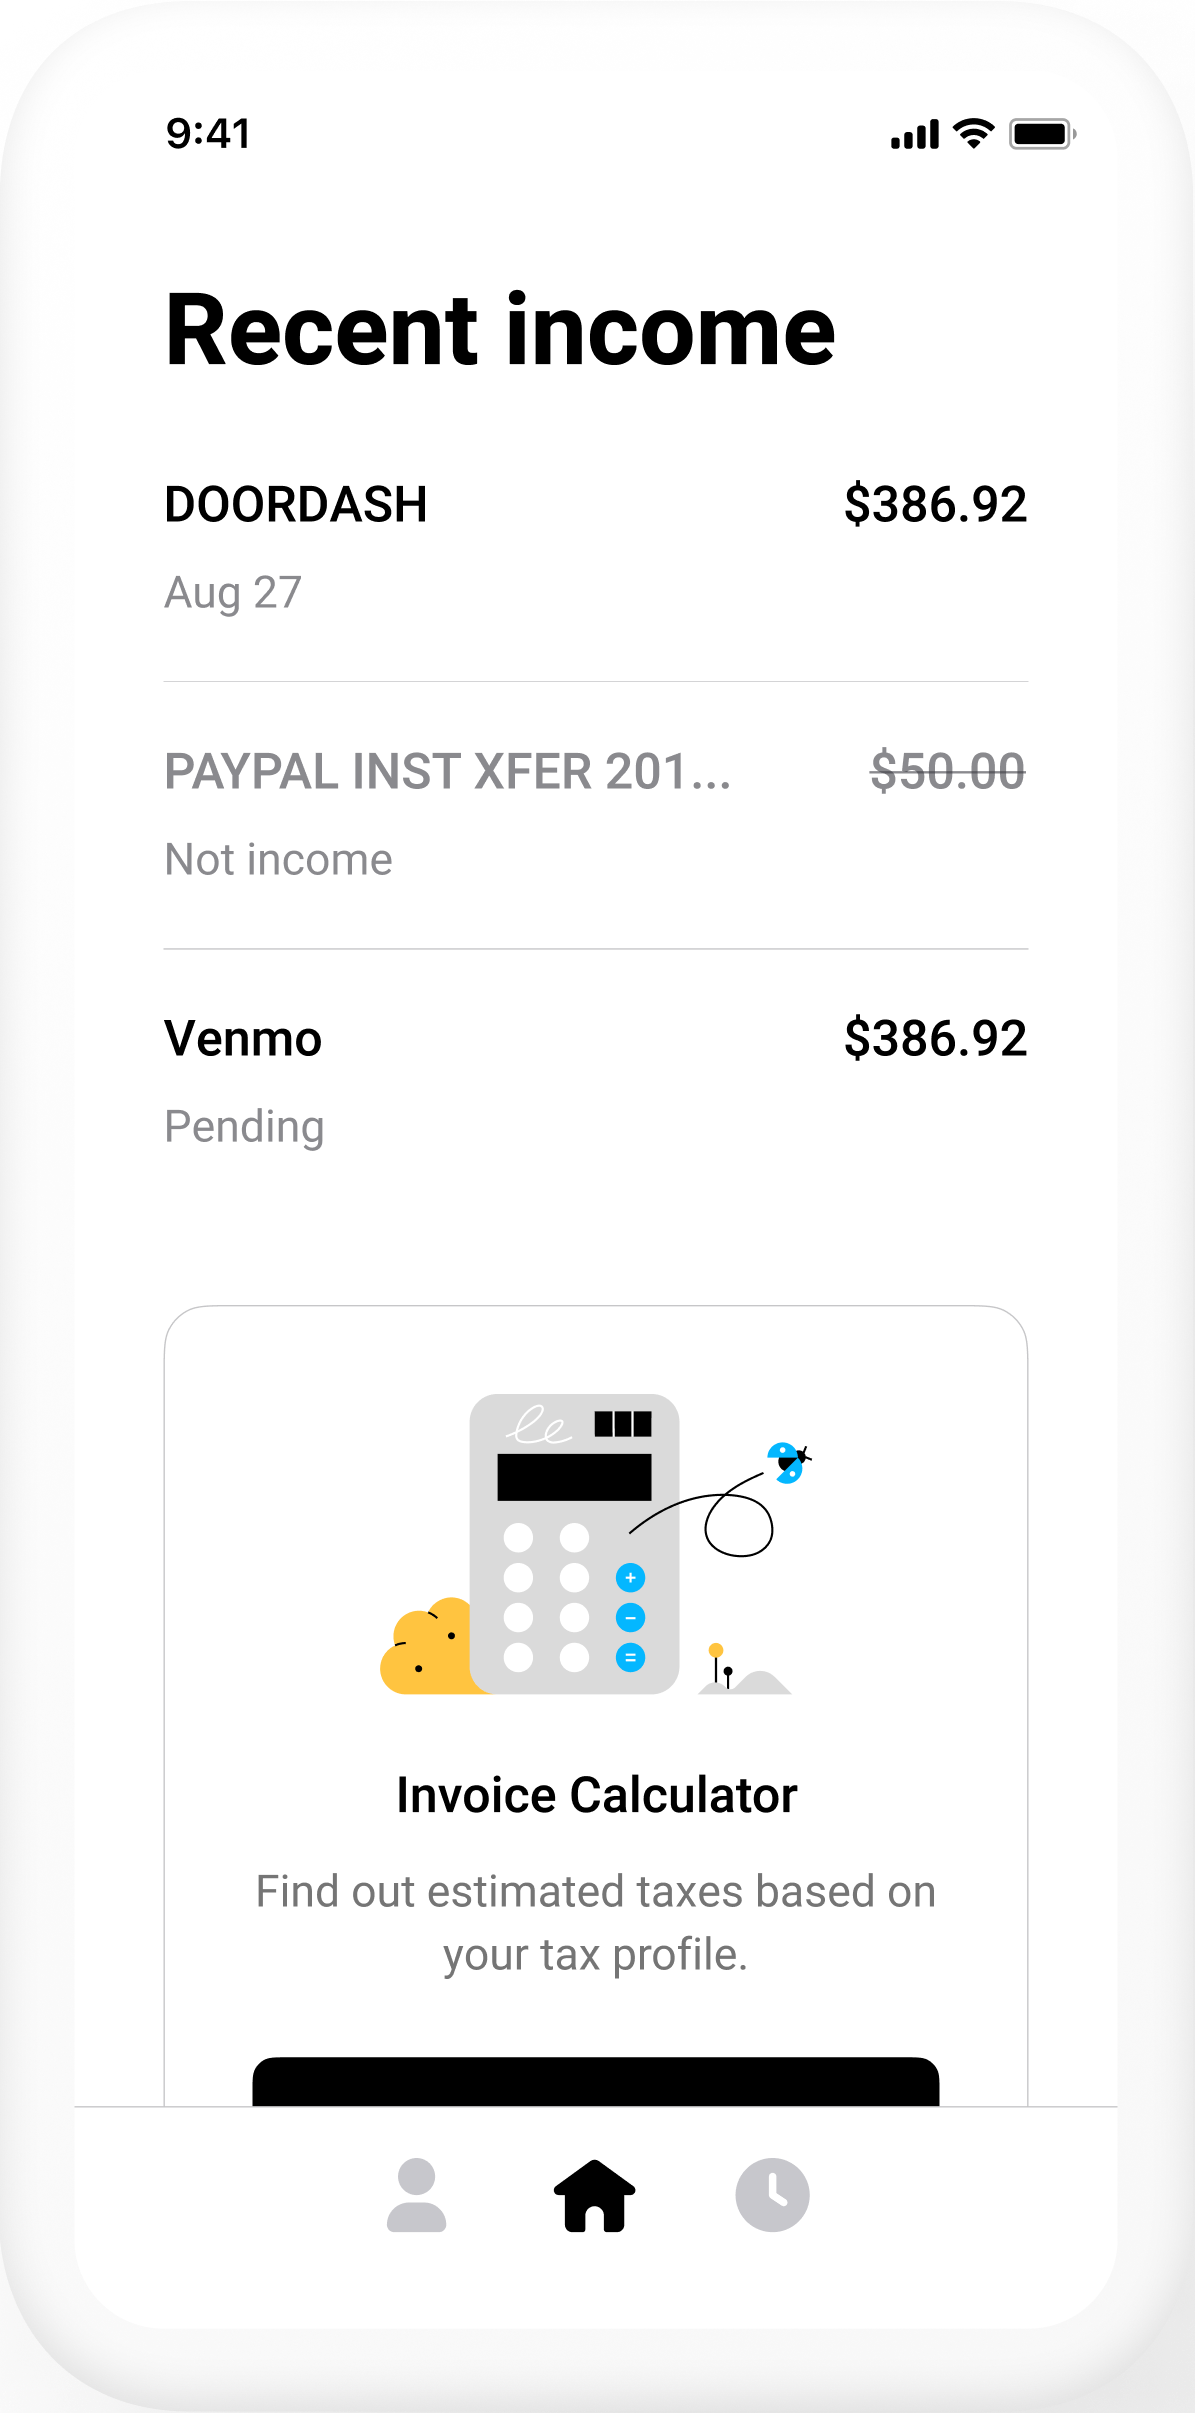 9:41
Recent income
DOORDASH $386.92
Aug 27
PAYPAL INST XFER 201... $50.00
Not income
Venmo $386.92
Pending
le
+
−
=
Invoice Calculator
Find out estimated taxes based on
your tax profile.